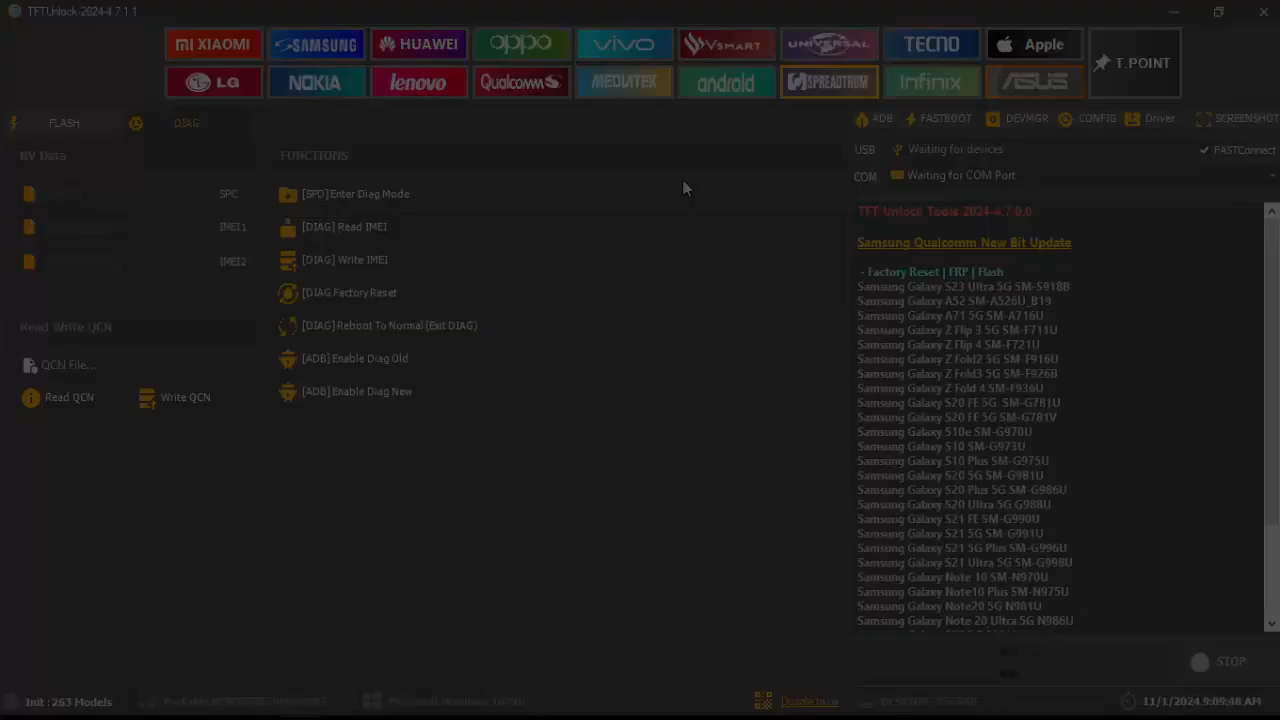 TFTUnlock-2024-4.7.1.1
MI XIAOMI SAMSUNG HUAWEI oppo vivo VSMART UNIVERSAL TECNO Apple T.POINT
LG NOKIA lenovo Qualcomm MEDIATEK android SPREADTRUM Infinix ASUS
FLASH DIAG
ADB FASTBOOT DEVMGR CONFIG Driver SCREENSHOT
USB Waiting for devices FASTConnect
COM Waiting for COM Port
NV Data
SPC
IMEI1
IMEI2
Read Write QCN
QCN File...
Read QCN Write QCN
FUNCTIONS
[SPD]Enter Diag Mode
[DIAG] Read IMEI
[DIAG] Write IMEI
[DIAG Factory Reset
[DIAG] Reboot To Normal (Exit DIAG)
[ADB] Enable Diag Old
[ADB] Enable Diag New
TFT Unlock Tools 2024-4.7.0.0
Samsung Qualcomm New Bit Update
- Factory Reset | FRP | Flash
Samsung Galaxy S23 Ultra 5G SM-S918B
Samsung Galaxy A52 SM-A526U_B19
Samsung Galaxy A71 5G SM-A716U
Samsung Galaxy Z Flip 3 5G SM-F711U
Samsung Galaxy Z Flip 4 SM-F721U
Samsung Galaxy Z Fold2 5G SM-F916U
Samsung Galaxy Z Fold3 5G SM-F926B
Samsung Galaxy Z Fold 4 SM-F936U
Samsung Galaxy S20 FE 5G SM-G781U
Samsung Galaxy S20 FE 5G SM-G781V
Samsung Galaxy S10e SM-G970U
Samsung Galaxy S10 SM-G973U
Samsung Galaxy S10 Plus SM-G975U
Samsung Galaxy S20 5G SM-G981U
Samsung Galaxy S20 Plus 5G SM-G986U
Samsung Galaxy S20 Ultra 5G G988U
Samsung Galaxy S21 FE SM-G990U
Samsung Galaxy S21 5G SM-G991U
Samsung Galaxy S21 5G Plus SM-G996U
Samsung Galaxy S21 Ultra 5G SM-G998U
Samsung Galaxy Note 10 SM-N970U
Samsung Galaxy Note10 Plus SM-N975U
Samsung Galaxy Note20 5G N981U
Samsung Galaxy Note 20 Ultra 5G N986U
STOP
Init : 263 Models
11/1/2024 9:09:48 AM